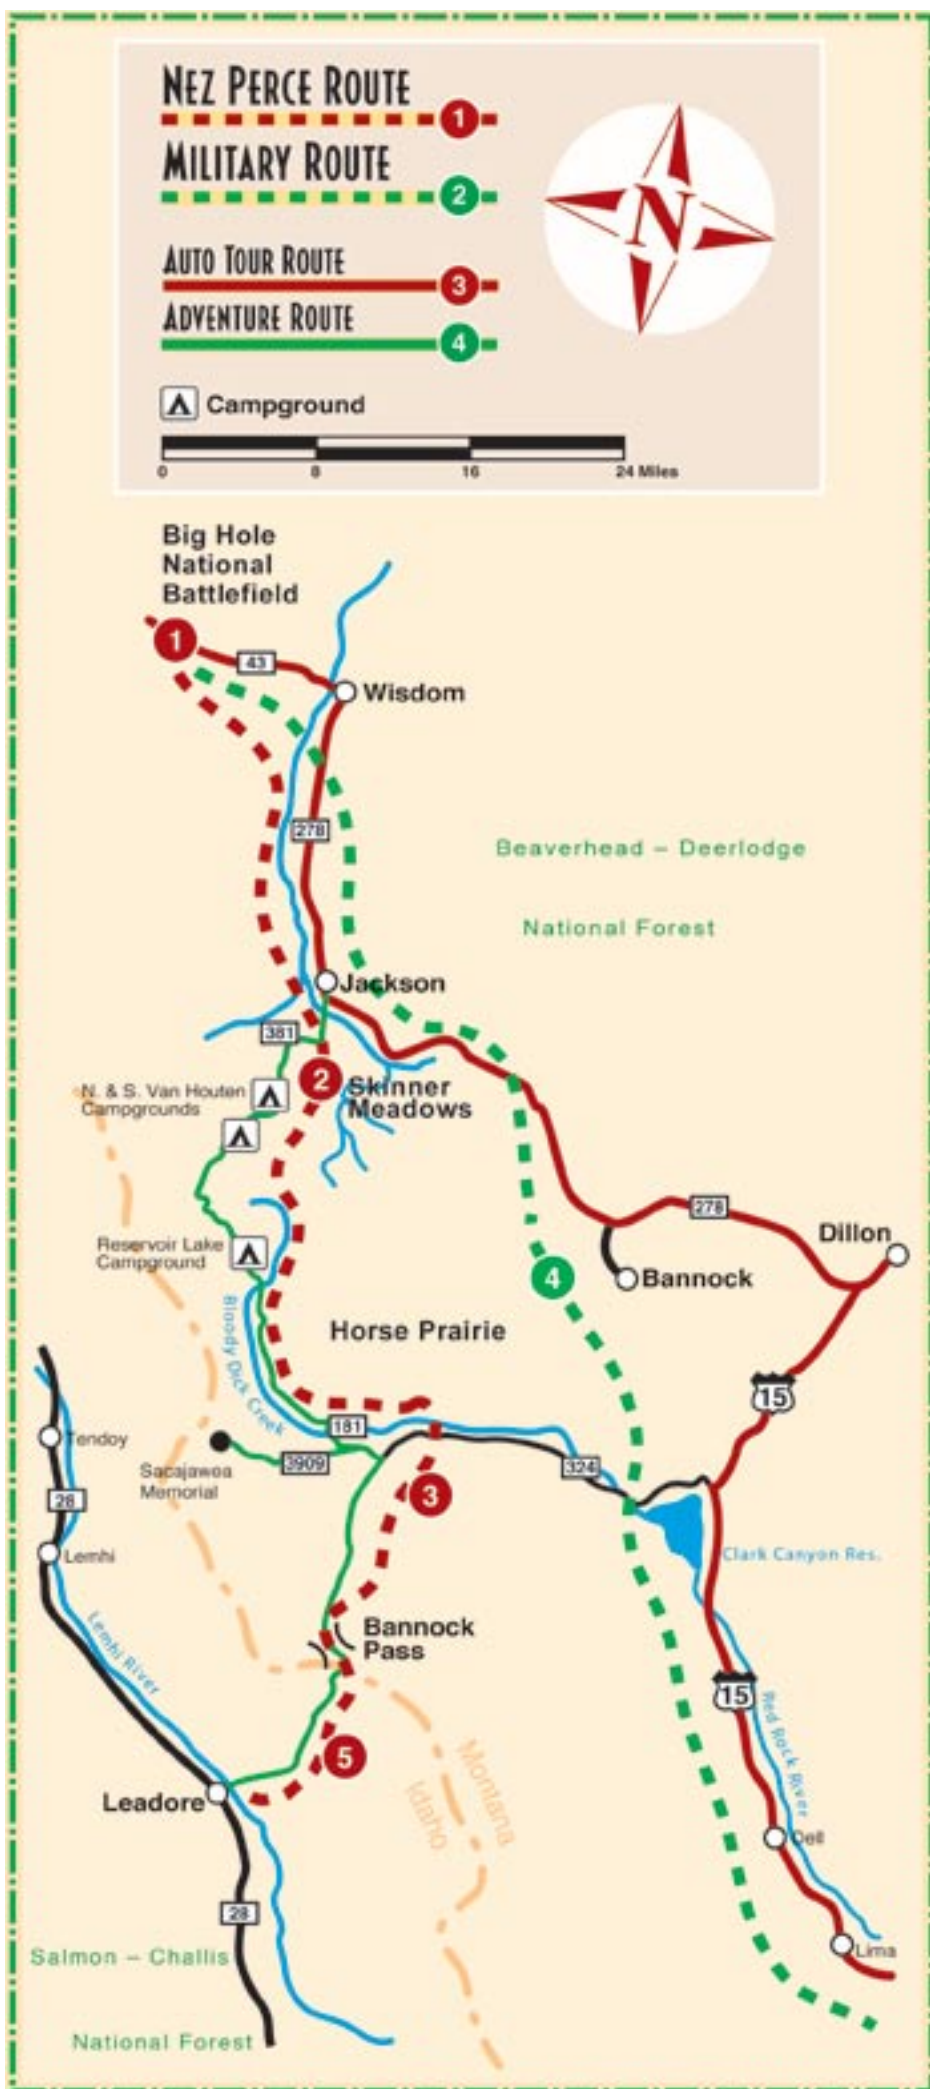 NEZ PERCE ROUTE
1
MILITARY ROUTE
2
AUTO TOUR ROUTE
3
ADVENTURE ROUTE
4
N
Campground
0 8 16 24 Miles
Big Hole
National
Battlefield
1
43
Wisdom
278
Beaverhead – Deerlodge
National Forest
Jackson
381
2
Skinner
Meadows
N. & S. Van Houten
Campgrounds
278
Dillon
Reservoir Lake
Campground
4
Bannock
Bloody Dick Creek
Horse Prairie
15
181
Tendoy
3909
324
Sacajawea
Memorial
28
3
Lemhi
Clark Canyon Res.
Lemhi River
Bannock
Pass
15
Red Rock River
5
Montana
Idaho
Leadore
Dell
28
Salmon – Challis
Lima
National Forest